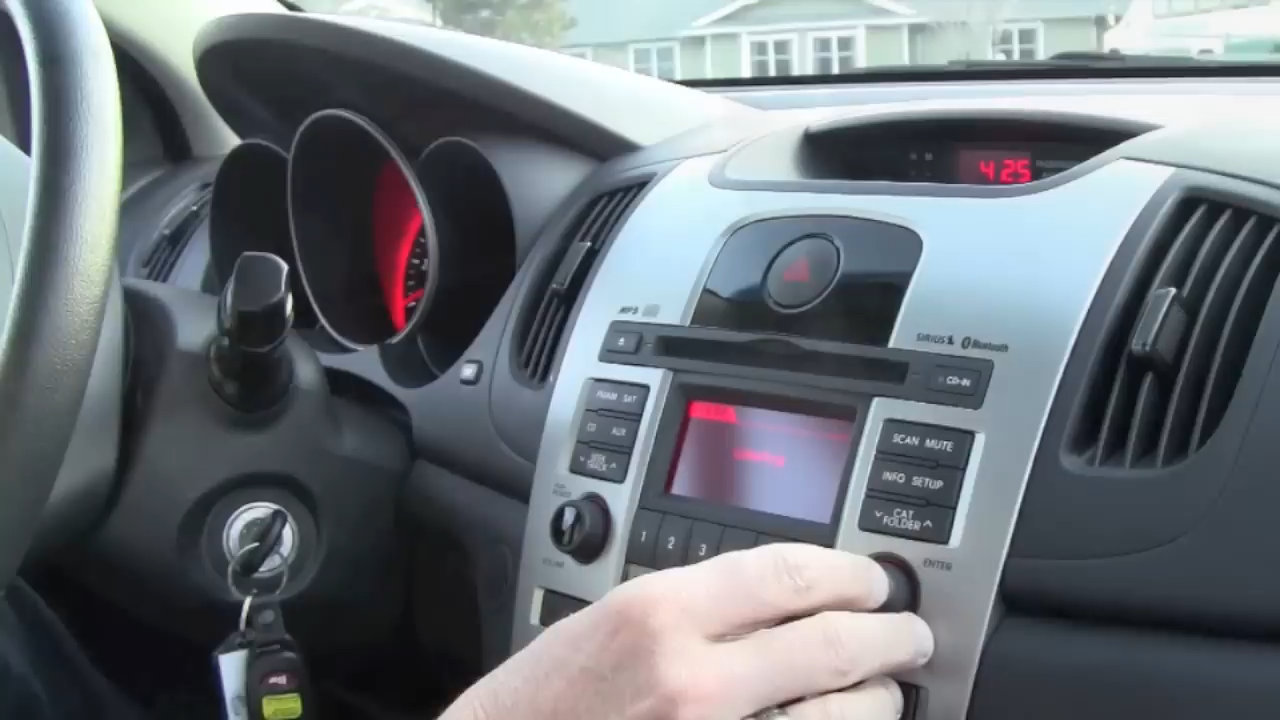 4 25
MP3
SIRIUS Bluetooth
CD-IN
FM/AM SAT
CD AUX
SEEK
TRACK
SCAN MUTE
INFO SETUP
CAT
FOLDER
1 2 3
ENTER